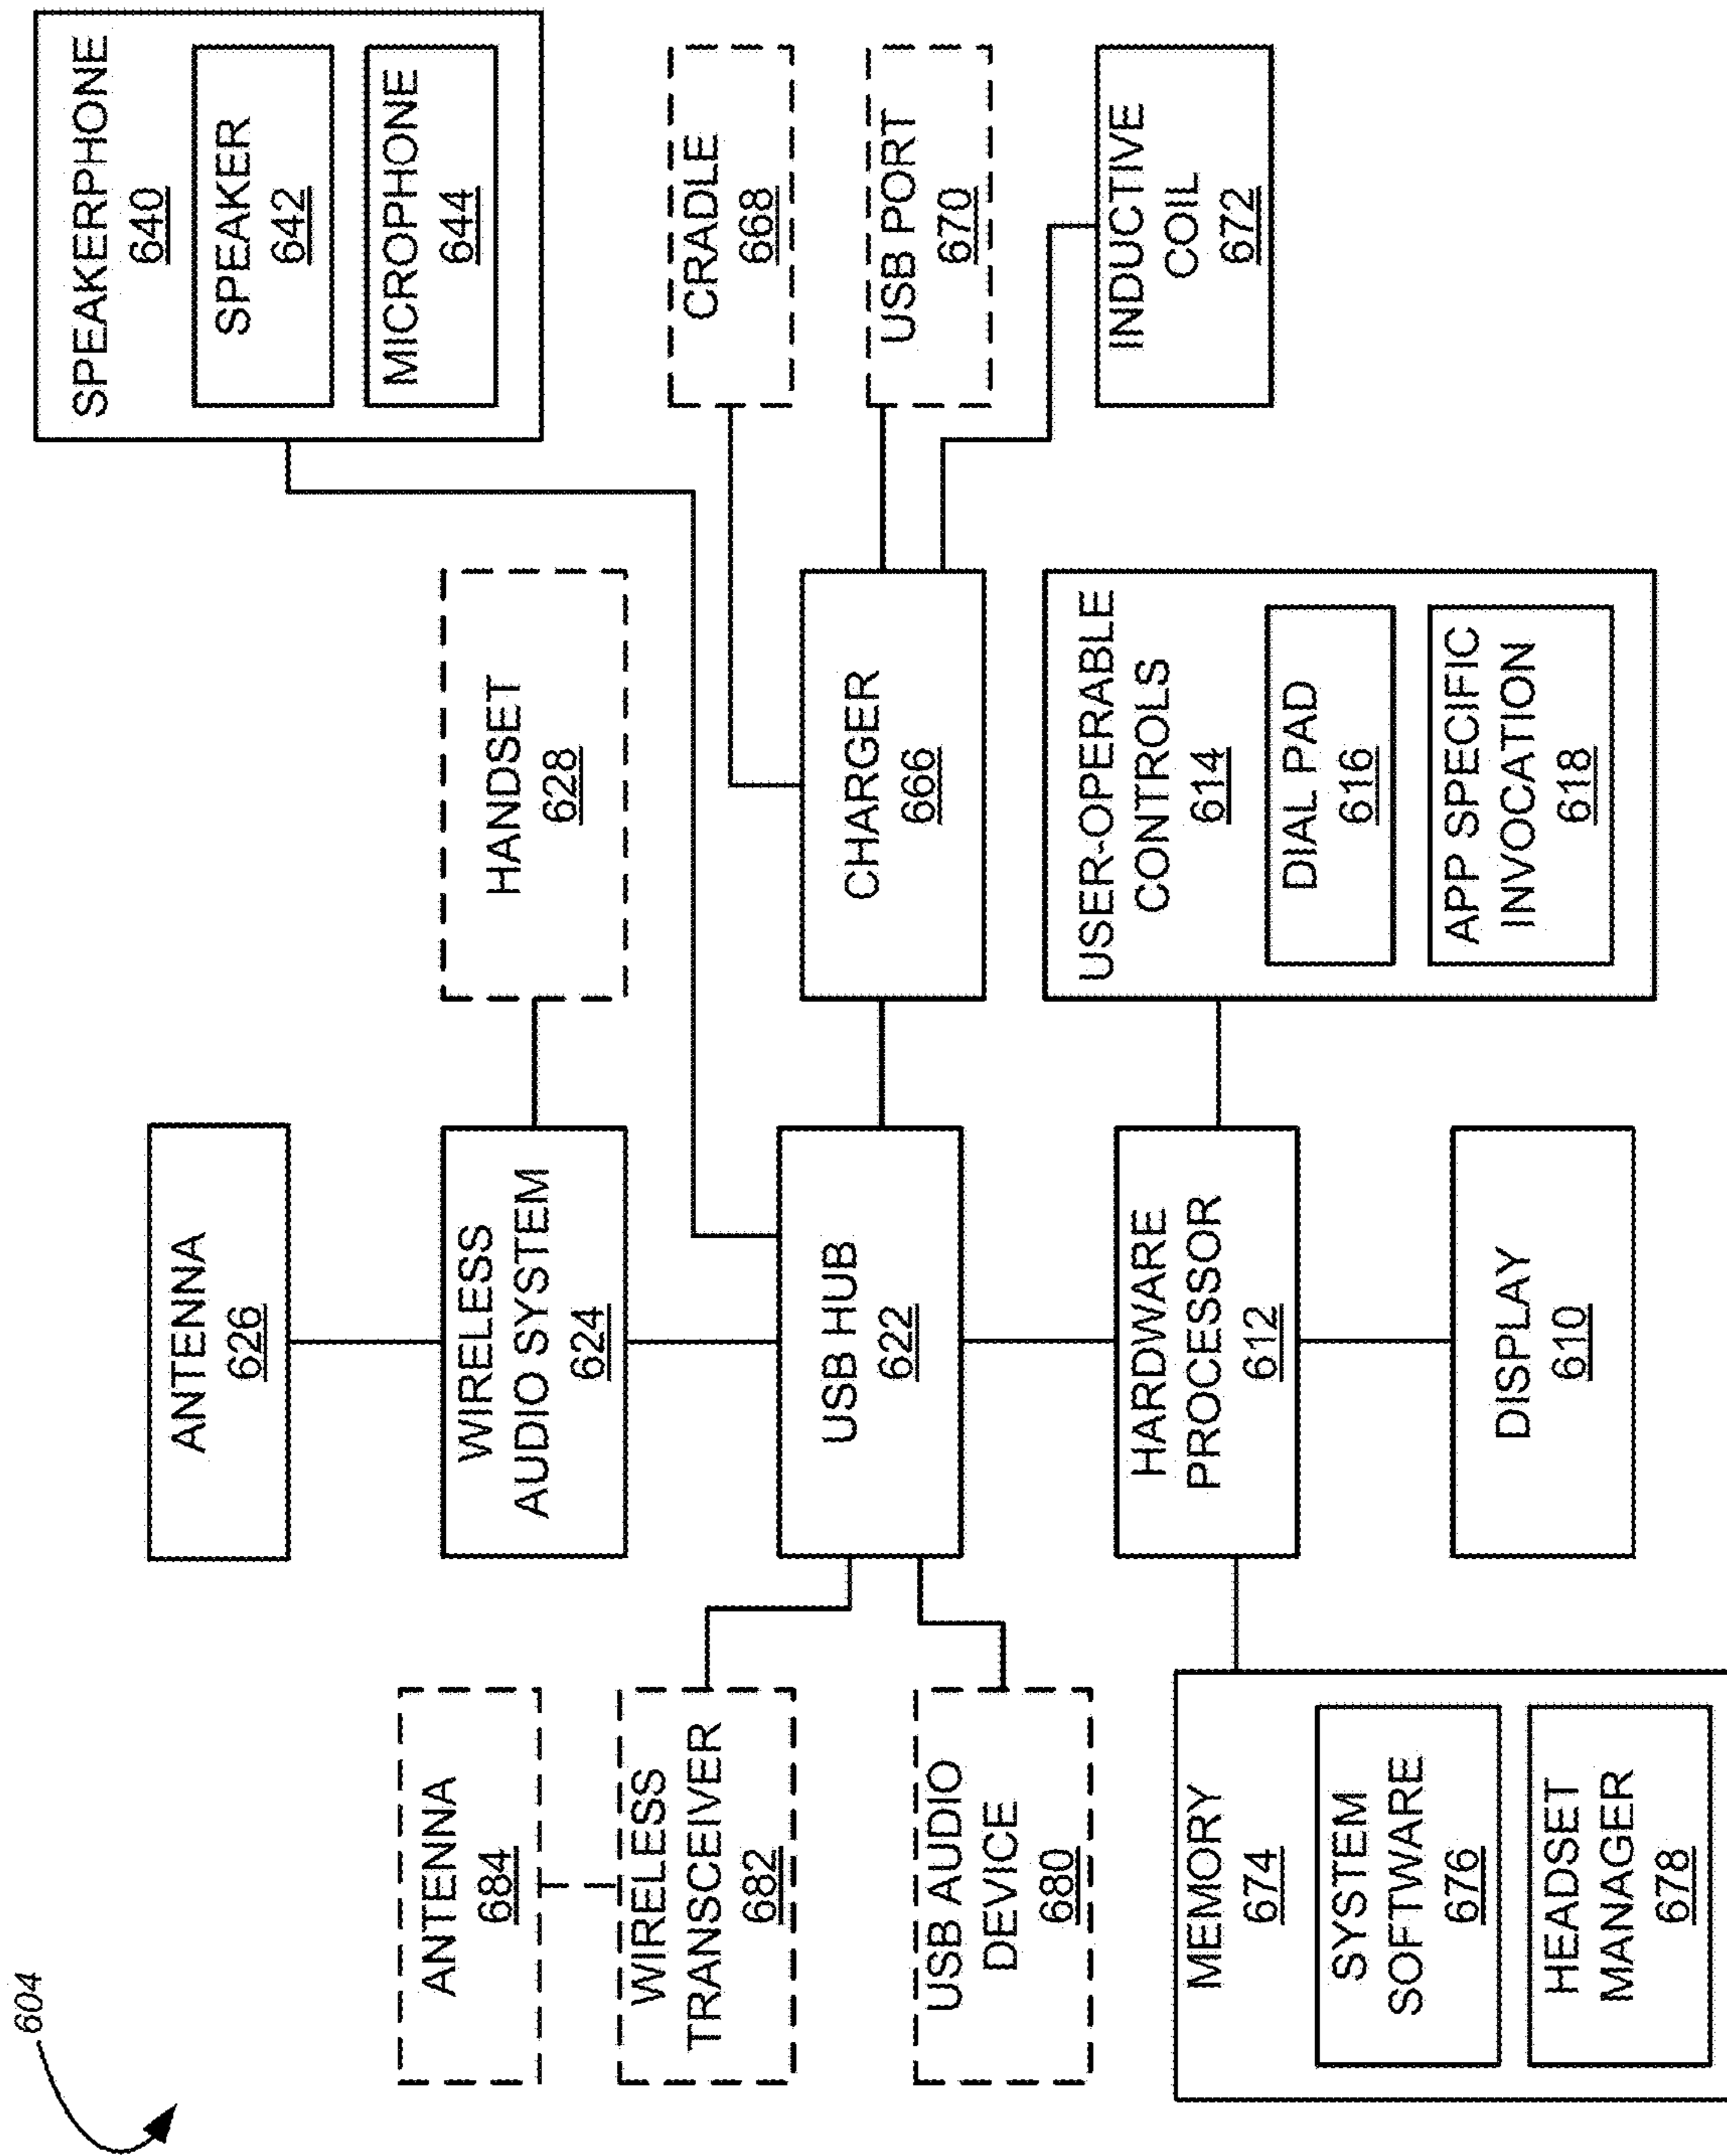 604
ANTENNA
684
WIRELESS
TRANSCEIVER
682
USB AUDIO
DEVICE
680
MEMORY
674
SYSTEM
SOFTWARE
676
HEADSET
MANAGER
678
ANTENNA
626
WIRELESS
AUDIO SYSTEM
624
USB HUB
622
HARDWARE
PROCESSOR
612
DISPLAY
610
HANDSET
628
CHARGER
666
USER-OPERABLE
CONTROLS
614
DIAL PAD
616
APP SPECIFIC
INVOCATION
618
SPEAKERPHONE
640
SPEAKER
642
MICROPHONE
644
CRADLE
668
USB PORT
670
INDUCTIVE
COIL
672